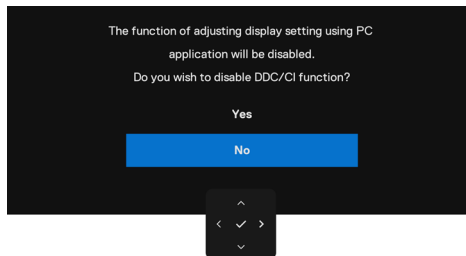 The function of adjusting display setting using PC
application will be disabled.
Do you wish to disable DDC/CI function?
Yes
No